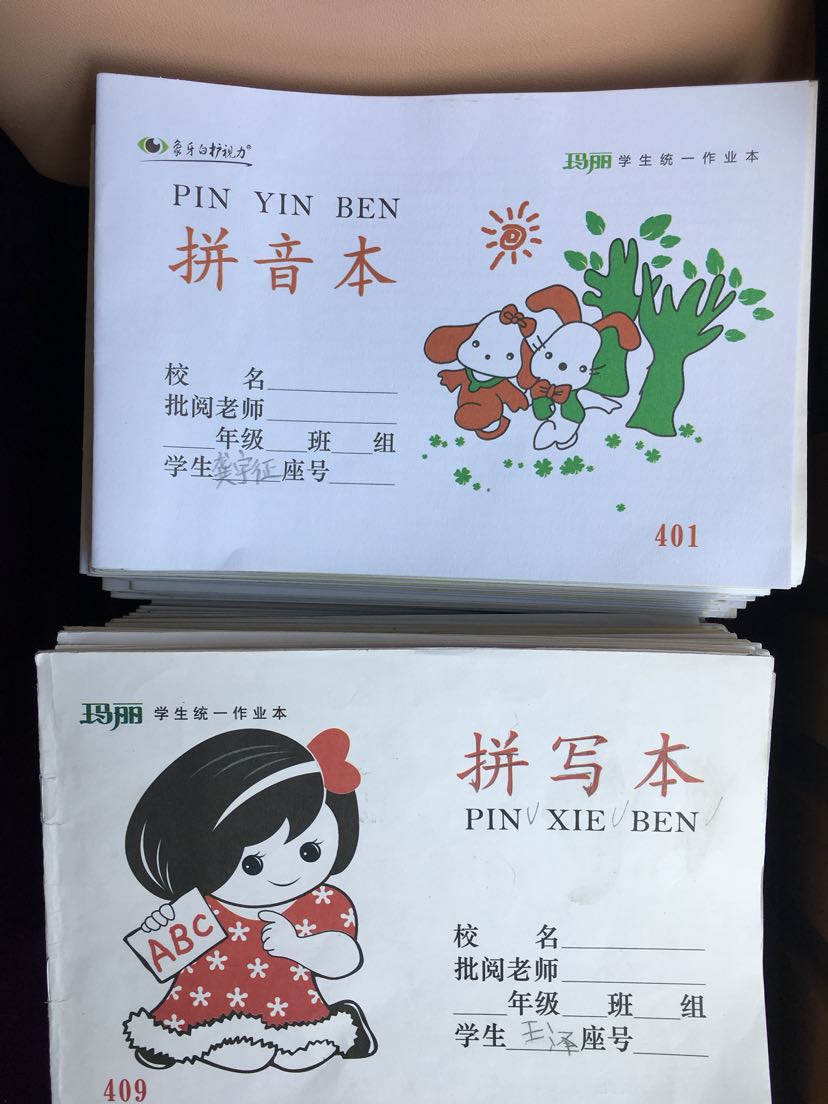 象牙白护视力®
玛丽 学生统一作业本
PIN YIN BEN
拼音本
校 名
批阅老师
年级 班 组
学生龚宇征座号
401
玛丽 学生统一作业本
拼写本
PIN XIE BEN
ABC
校 名
批阅老师
年级 班 组
学生王泽座号
409